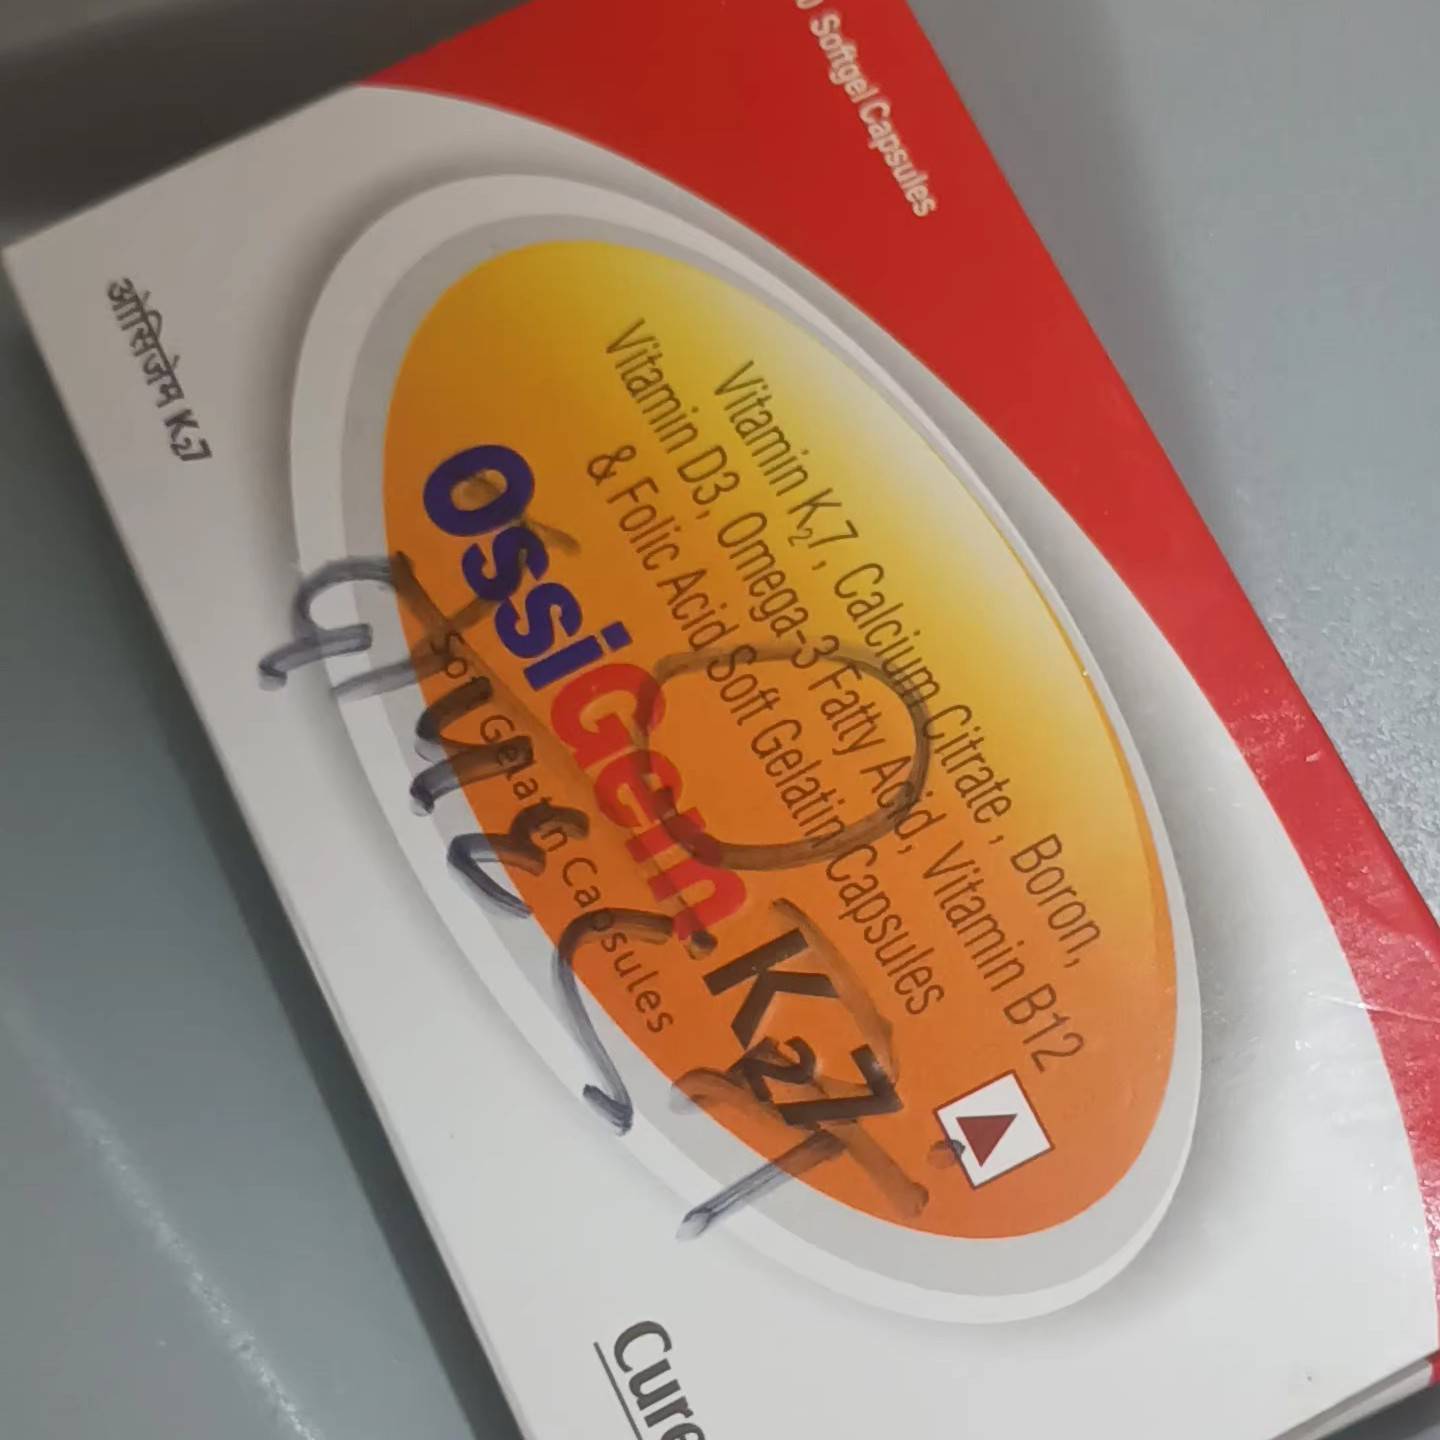 Softgel Capsules
Vitamin K₂7, Calcium Citrate, Boron,
Vitamin D3, Omega-3 Fatty Acid, Vitamin B12
& Folic Acid Soft Gelatin Capsules
OssiGem-K₂7
Soft Gelatin Capsules
ओसिजेम K₂7